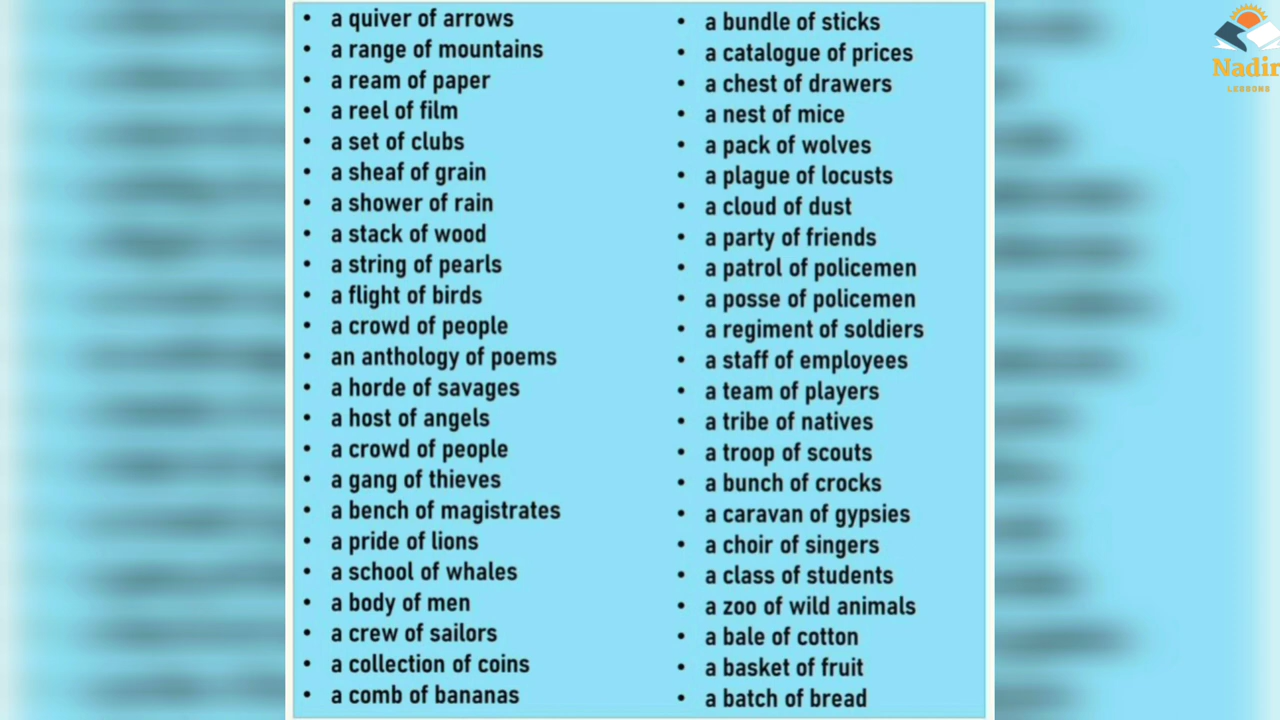 • a quiver of arrows
• a range of mountains
• a ream of paper
• a reel of film
• a set of clubs
• a sheaf of grain
• a shower of rain
• a stack of wood
• a string of pearls
• a flight of birds
• a crowd of people
• an anthology of poems
• a horde of savages
• a host of angels
• a crowd of people
• a gang of thieves
• a bench of magistrates
• a pride of lions
• a school of whales
• a body of men
• a crew of sailors
• a collection of coins
• a comb of bananas
• a bundle of sticks
• a catalogue of prices
• a chest of drawers
• a nest of mice
• a pack of wolves
• a plague of locusts
• a cloud of dust
• a party of friends
• a patrol of policemen
• a posse of policemen
• a regiment of soldiers
• a staff of employees
• a team of players
• a tribe of natives
• a troop of scouts
• a bunch of crocks
• a caravan of gypsies
• a choir of singers
• a class of students
• a zoo of wild animals
• a bale of cotton
• a basket of fruit
• a batch of bread
Nadir
LESSONS